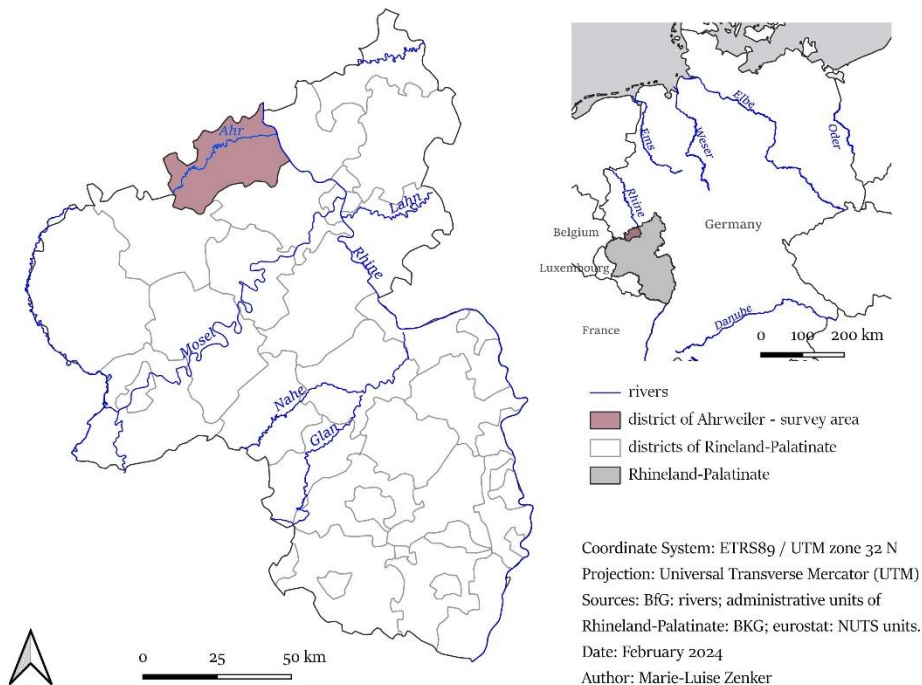 Ahr
Lahn
Rhine
Mosel
Nahe
Glan
0 25 50 km
Elbe
Ems
Weser
Oder
Rhine
Germany
Belgium
Luxembourg
France
Danube
0 100 200 km
rivers
district of Ahrweiler - survey area
districts of Rineland-Palatinate
Rhineland-Palatinate
Coordinate System: ETRS89 / UTM zone 32 N
Projection: Universal Transverse Mercator (UTM)
Sources: BfG: rivers; administrative units of
Rhineland-Palatinate: BKG; eurostat: NUTS units.
Date: February 2024
Author: Marie-Luise Zenker